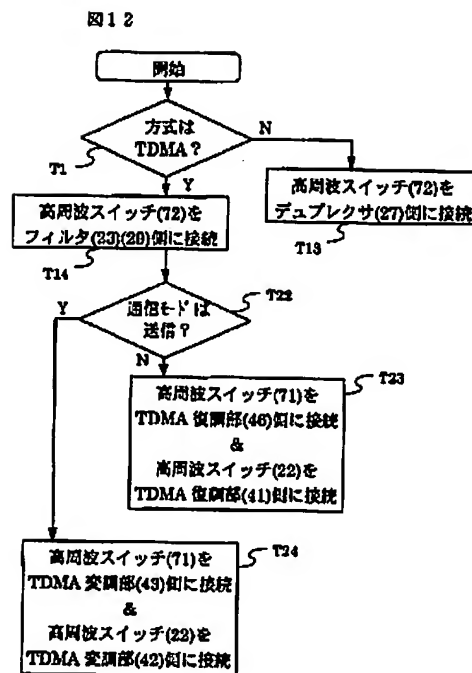 図12
開始
方式は
TDMA?
N
T1
Y
高周波スイッチ(72)を
デュプレクサ(27)側に接続
T13
高周波スイッチ(72)を
フィルタ(23)(29)側に接続
T14
通信モードは
送信?
T22
Y
N
T23
高周波スイッチ(71)を
TDMA 復調部(46)側に接続
&
高周波スイッチ(22)を
TDMA 復調部(41)側に接続
T24
高周波スイッチ(71)を
TDMA 変調部(43)側に接続
&
高周波スイッチ(22)を
TDMA 変調部(42)側に接続